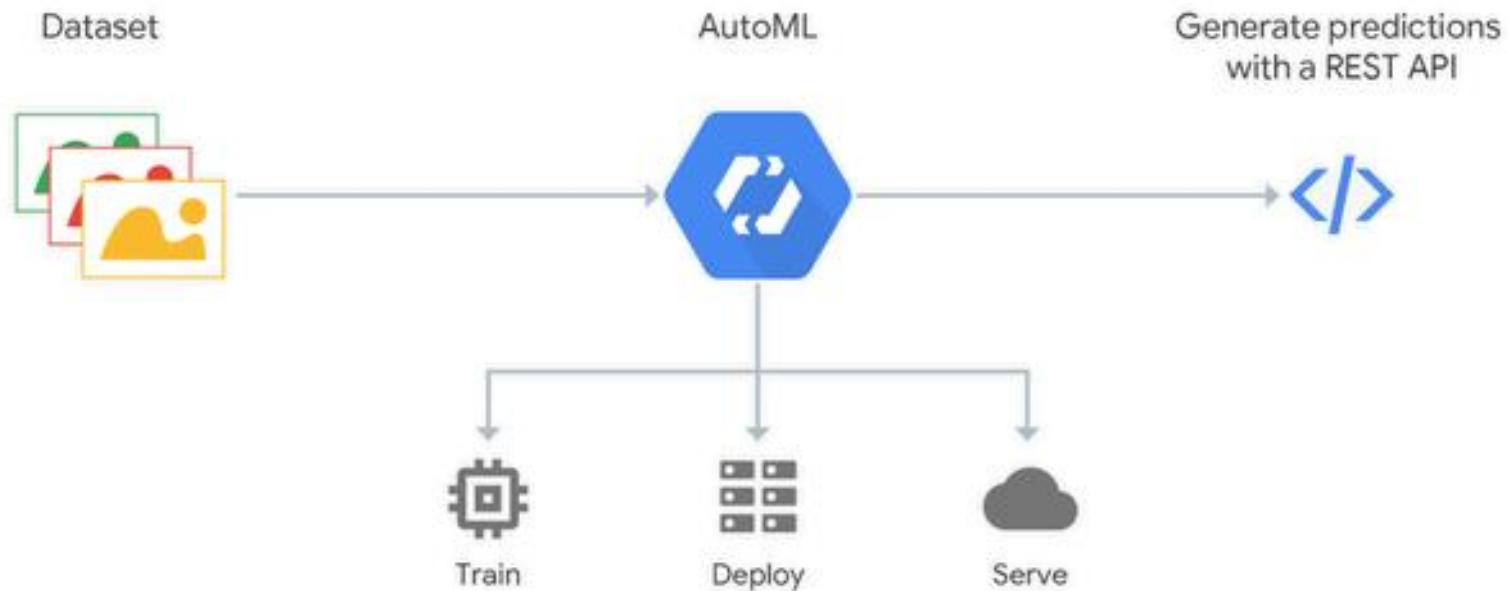 Dataset
AutoML
Generate predictions
with a REST API
</>
Train
Deploy
Serve